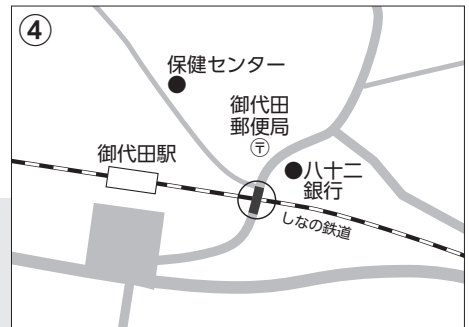 ④
保健センター
御代田
郵便局
〒
御代田駅
八十二
銀行
しなの鉄道